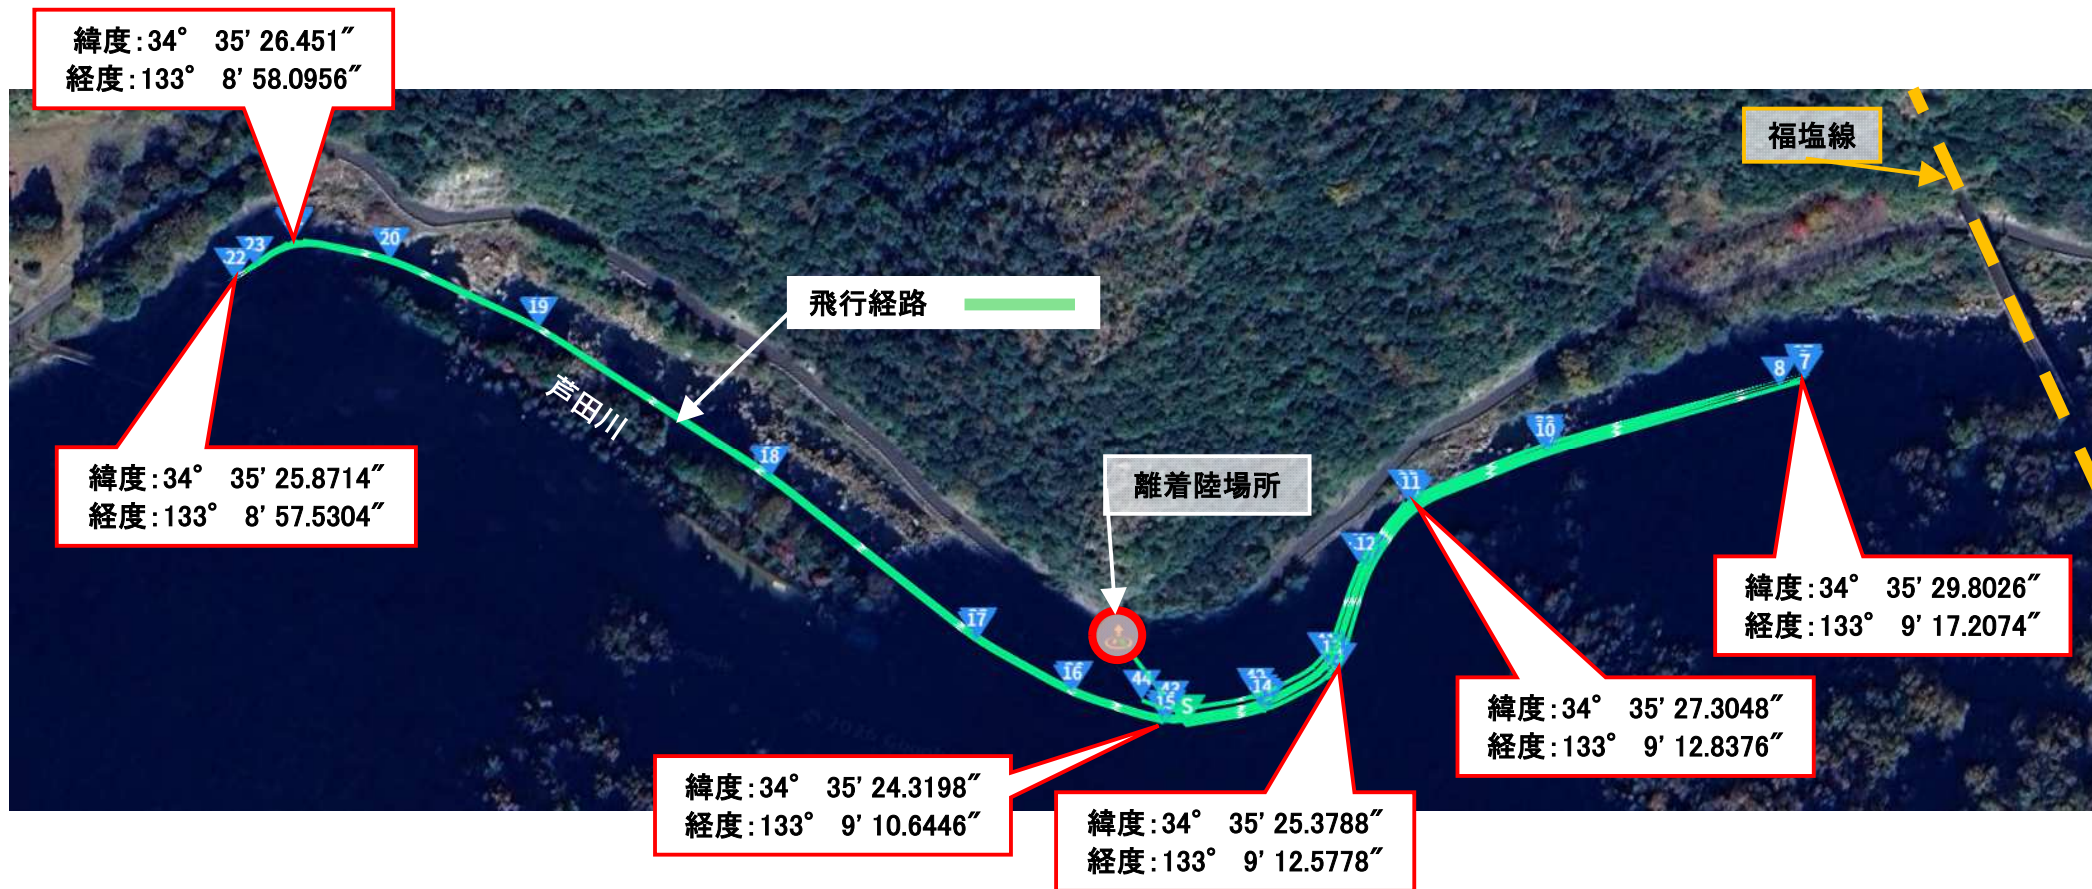 緯度：34°　35′ 26.451″
経度：133°　8′ 58.0956″
福塩線
23
22
20
19
飛行経路
芦田川
緯度：34°　35′ 25.8714″
経度：133°　8′ 57.5304″
18
離着陸場所
8
7
10
11
12
緯度：34°　35′ 29.8026″
経度：133°　9′ 17.2074″
17
16
44
14
15
S
緯度：34°　35′ 27.3048″
経度：133°　9′ 12.8376″
緯度：34°　35′ 24.3198″
経度：133°　9′ 10.6446″
緯度：34°　35′ 25.3788″
経度：133°　9′ 12.5778″